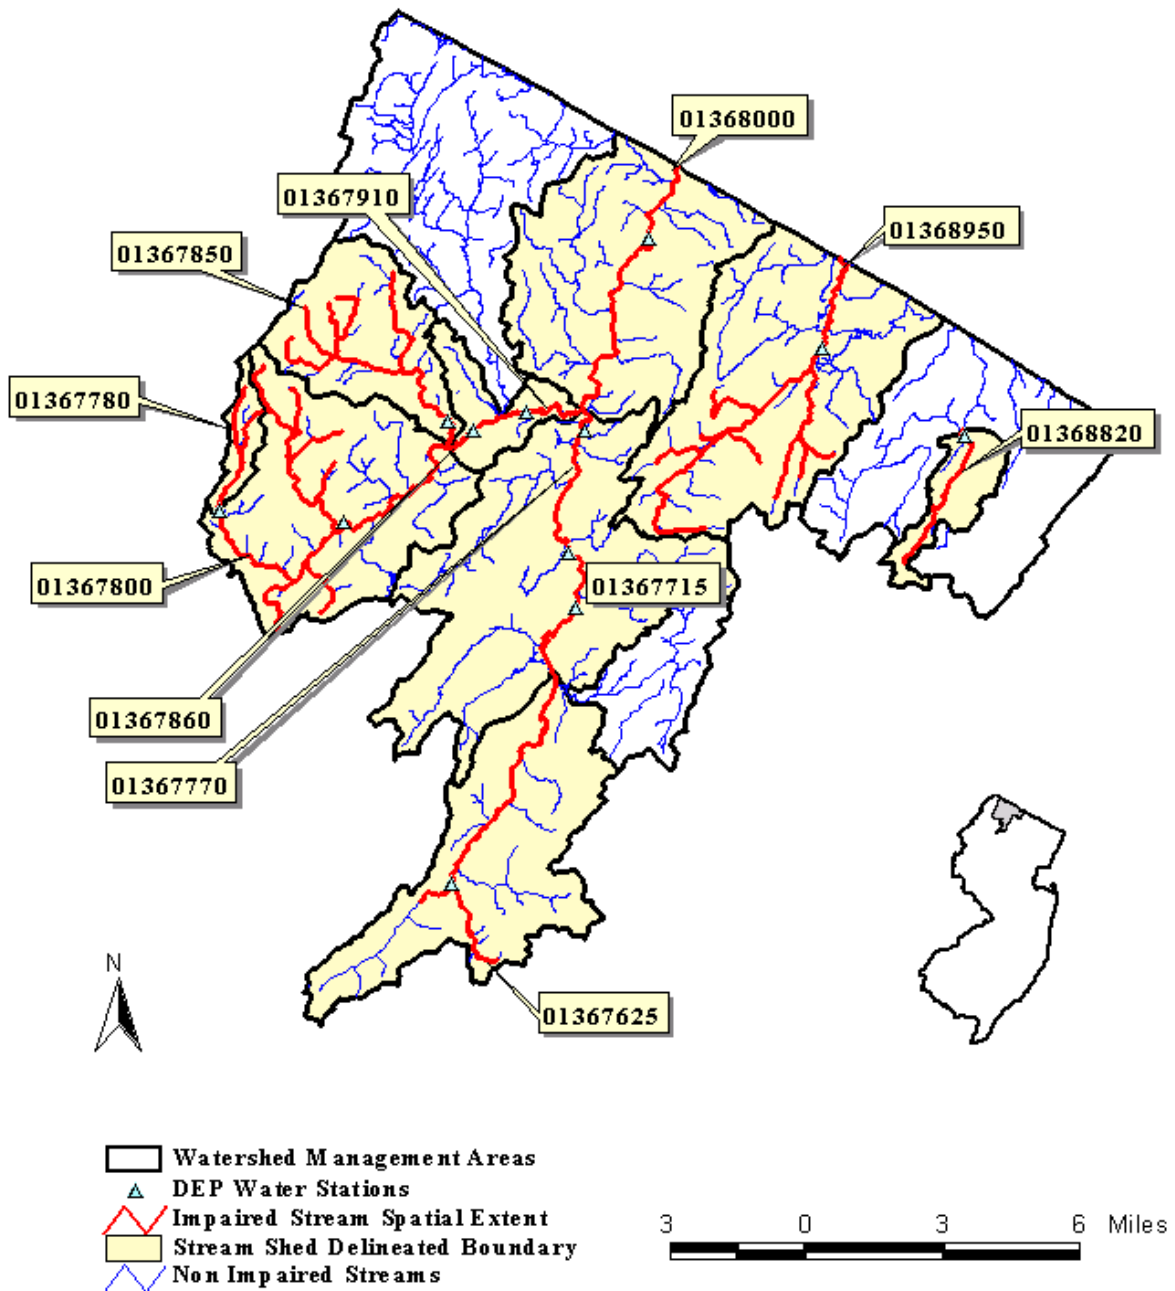 01368000
01367910
01368950
01367850
01367780
01368820
01367800
01367715
01367860
01367770
01367625
N
Watershed Management Areas
DEP Water Stations
Impaired Stream Spatial Extent
Stream Shed Delineated Boundary
Non Impaired Streams
3 0 3 6 Miles